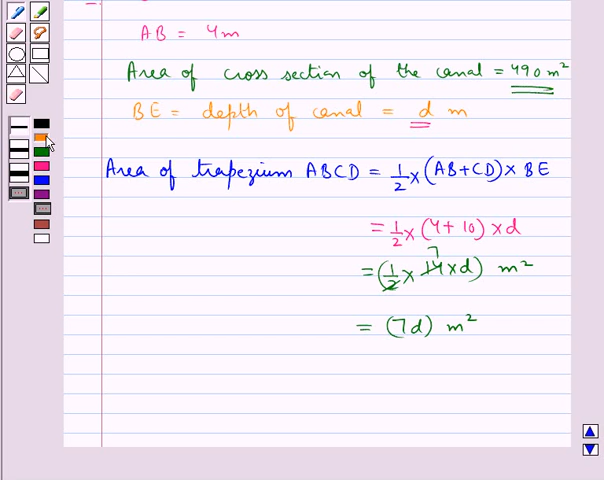 AB = 4m
Area of cross section of the canal = 490 m²
BE = depth of canal = d m
Area of trapezium ABCD = 1/2 × (AB+CD) × BE
= 1/2 × (4+10) × d
7
= (1/2 × 14 × d) m²
= (7d) m²